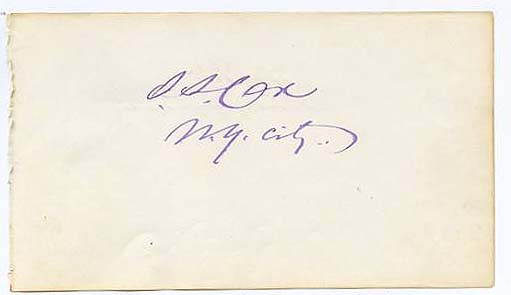 S. S. Cox
N. Y. City.